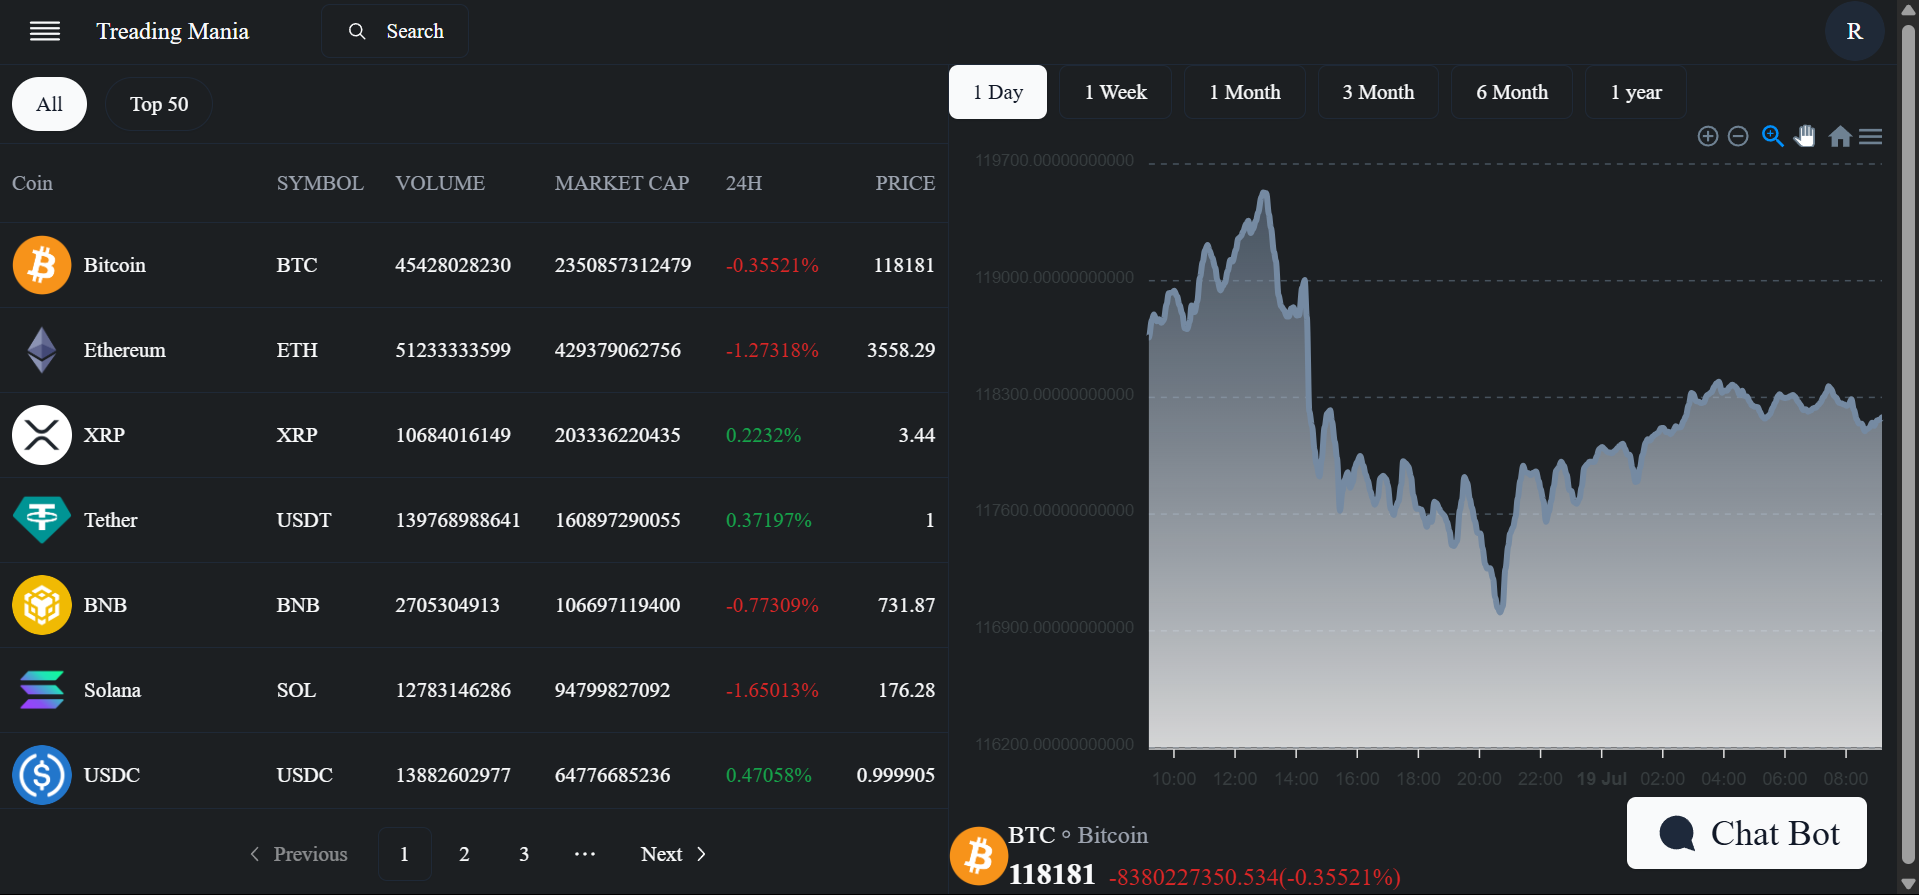 Treading Mania
Search
R
All
Top 50
Coin SYMBOL VOLUME MARKET CAP 24H PRICE
Bitcoin BTC 45428028230 2350857312479 -0.35521% 118181
Ethereum ETH 51233333599 429379062756 -1.27318% 3558.29
XRP XRP 10684016149 203336220435 0.2232% 3.44
Tether USDT 139768988641 160897290055 0.37197% 1
BNB BNB 2705304913 106697119400 -0.77309% 731.87
Solana SOL 12783146286 94799827092 -1.65013% 176.28
USDC USDC 13882602977 64776685236 0.47058% 0.999905
Previous 1 2 3 ··· Next
1 Day 1 Week 1 Month 3 Month 6 Month 1 year
119700.00000000000
119000.00000000000
118300.00000000000
117600.00000000000
116900.00000000000
116200.00000000000
10:00 12:00 14:00 16:00 18:00 20:00 22:00 19 Jul 02:00 04:00 06:00 08:00
BTC Bitcoin
118181 -8380227350.534(-0.35521%)
Chat Bot